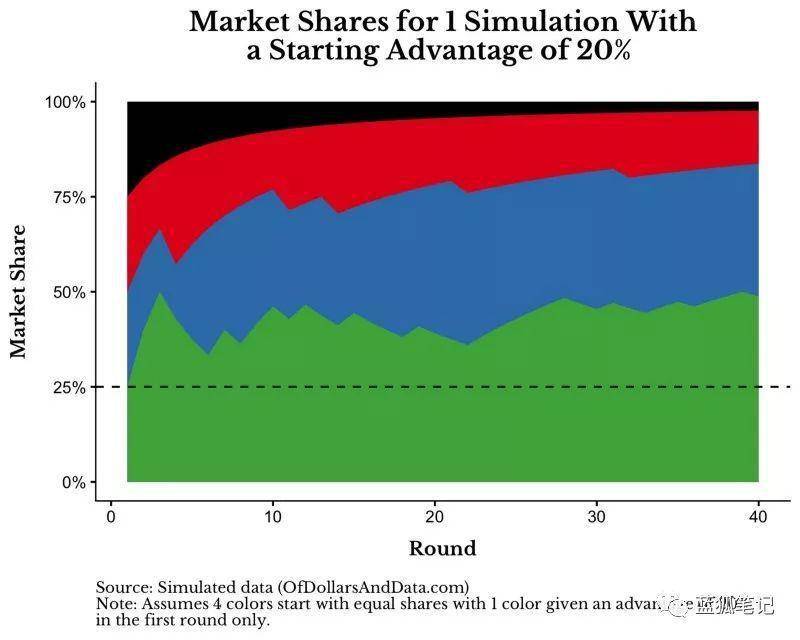 Market Shares for 1 Simulation With
a Starting Advantage of 20%
100%
75%
50%
25%
0%
Market Share
0 10 20 30 40
Round
Source: Simulated data (OfDollarsAndData.com)
Note: Assumes 4 colors start with equal shares with 1 color given an advan
in the first round only.
蓝狐笔记